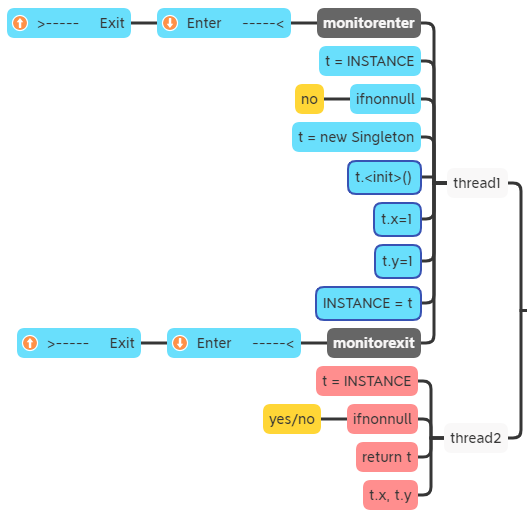 >----- Exit
Enter -----<
monitorenter
t = INSTANCE
no
ifnonnull
t = new Singleton
t.<init>()
thread1
t.x=1
t.y=1
INSTANCE = t
>----- Exit
Enter -----<
monitorexit
t = INSTANCE
yes/no
ifnonnull
thread2
return t
t.x, t.y